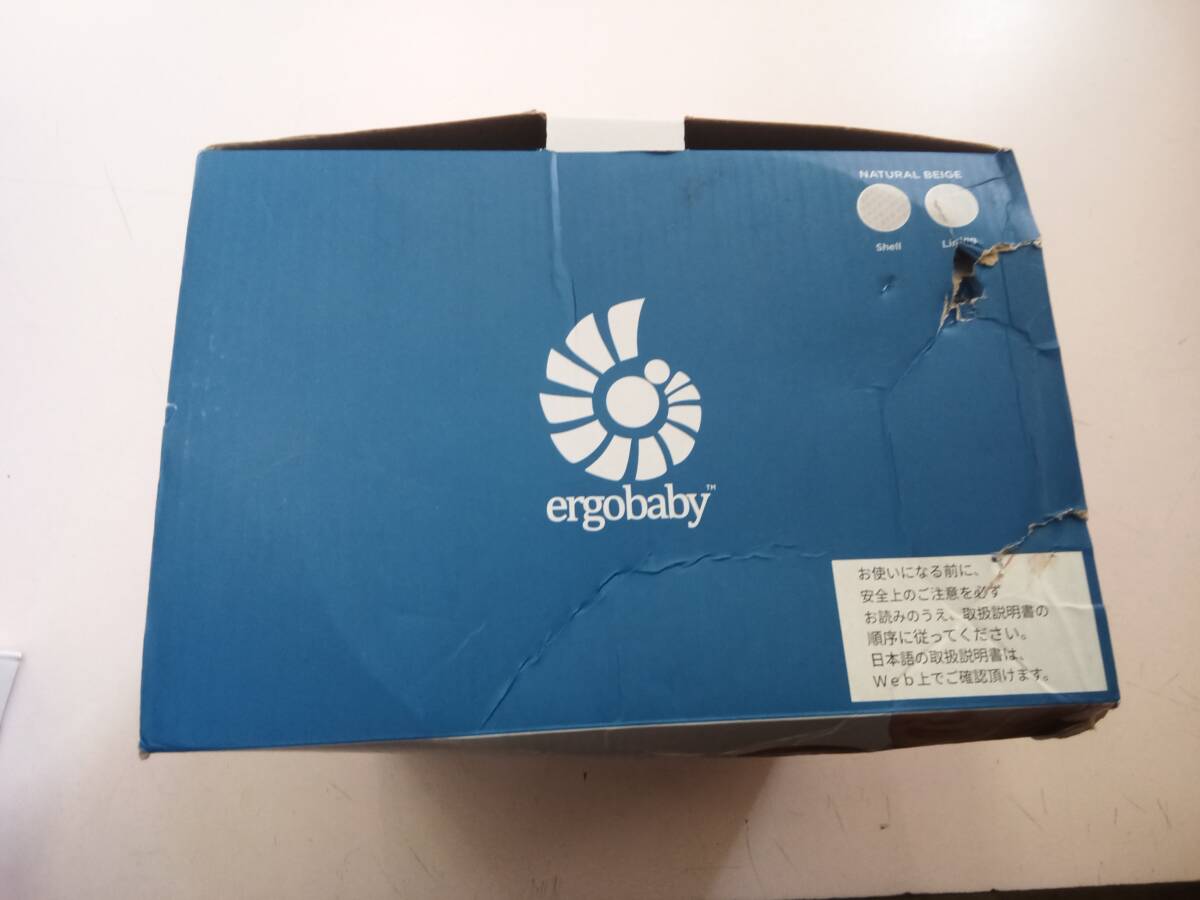 NATURAL BEIGE
Shell Lining
ergobaby™
お使いになる前に、
安全上のご注意を必ず
お読みのうえ、取扱説明書の
順序に従ってください。
日本語の取扱説明書は、
Ｗｅｂ上でご確認頂けます。